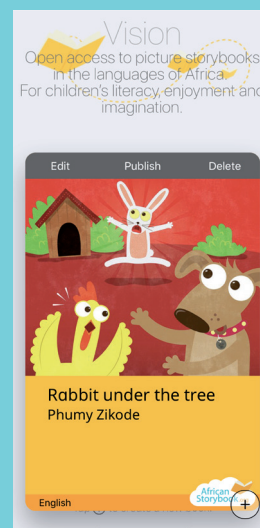 Vision
Open access to picture storybooks
in the languages of Africa.
For children's literacy, enjoyment and
imagination.
Edit Publish Delete
Rabbit under the tree
Phumy Zikode
African
Storybook
English